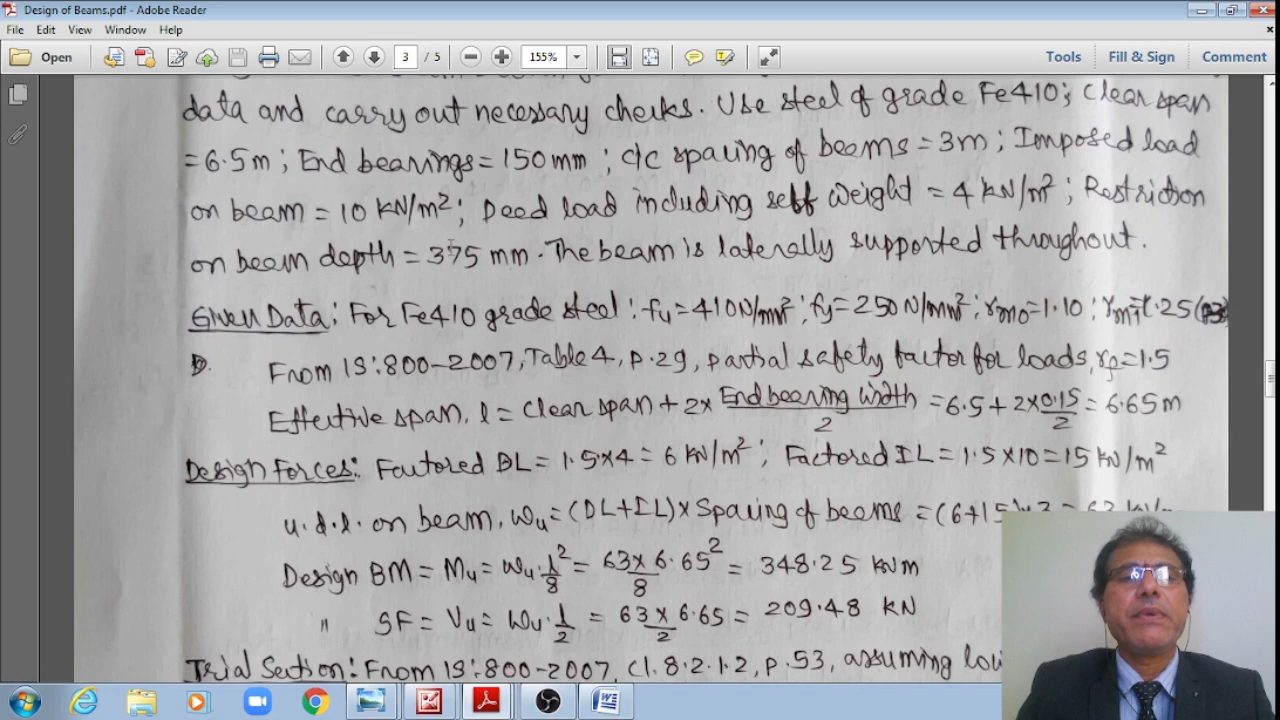 Design of Beams.pdf - Adobe Reader
File Edit View Window Help
Open 3 / 5 155% Tools Fill & Sign Comment
data and carry out necessary checks. Use steel of grade Fe410; Clear span
= 6.5m; End bearings = 150 mm; c/c spacing of beams = 3m; Imposed load
on beam = 10 KN/m²; Dead load including self weight = 4 KN/m²; Restriction
on beam depth = 375 mm. The beam is laterally supported throughout.
Given Data: For Fe410 grade steel: fu = 410N/mm²; fy = 250 N/mm²; γm0 = 1.10; γm1 = 1.25
From IS:800-2007, Table 4, p.29, partial safety factor for loads, γf = 1.5
Effective span, l = Clear span + 2x End bearing width / 2 = 6.5 + 2x 0.15/2 = 6.65m
Design Forces: Factored DL = 1.5x4 = 6 KN/m²; Factored IL = 1.5x10 = 15 KN/m²
u.d.l. on beam, Wu = (DL+IL) x Spacing of beams = (6+15)x3 =
Design BM = Mu = Wu.l²/8 = 63x6.65²/8 = 348.25 KNm
" SF = Vu = Wu.l/2 = 63x6.65/2 = 209.48 KN
Trial Section: From IS:800-2007, Cl. 8.2.1.2, p.53, assuming